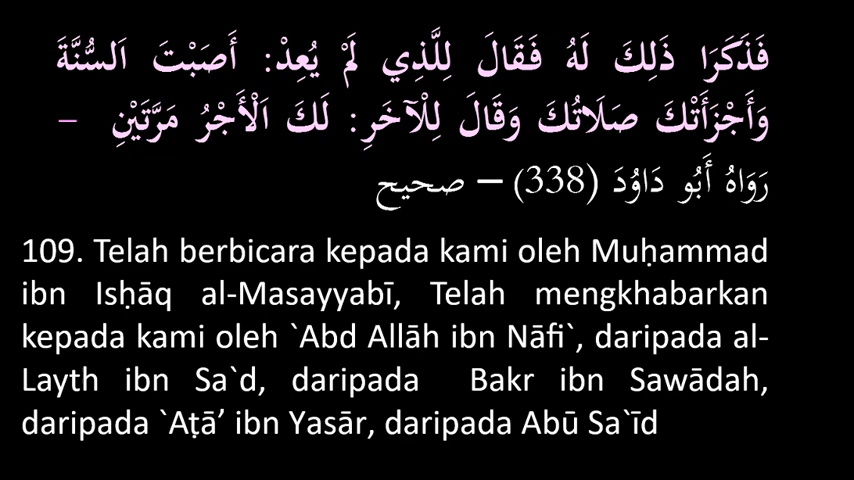 فَذَكَرَا ذَلِكَ لَهُ فَقَالَ لِلَّذِي لَمْ يُعِدْ: أَصَبْتَ اَلسُّنَّةَ
وَأَجْزَأَتْكَ صَلَاتُكَ وَقَالَ لِلْآخَرِ: لَكَ اَلْأَجْرُ مَرَّتَيْنِ –
رَوَاهُ أَبُو دَاوُدَ (338) – صحيح
109. Telah berbicara kepada kami oleh Muḥammad
ibn Isḥāq al-Masayyabī, Telah mengkhabarkan
kepada kami oleh `Abd Allāh ibn Nāfi`, daripada al-
Layth ibn Sa`d, daripada Bakr ibn Sawādah,
daripada `Aṭā’ ibn Yasār, daripada Abū Sa`īd